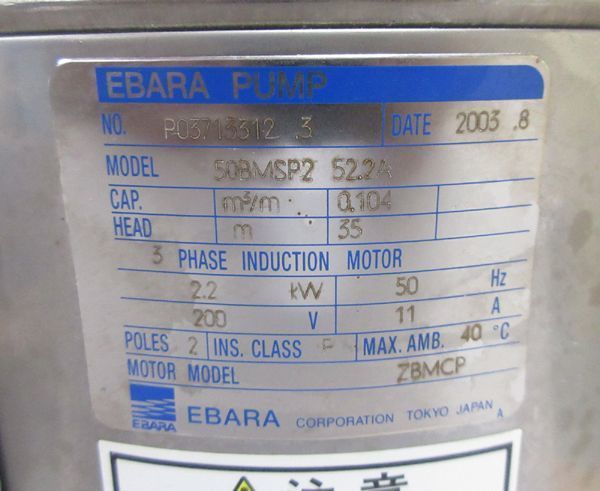 EBARA PUMP
NO. P03713312 .3 DATE 2003 .8
MODEL 50BMSP2 52.2A
CAP. m³/m 0.104
HEAD m 35
3 PHASE INDUCTION MOTOR
2.2 kW 50 Hz
200 V 11 A
POLES 2 INS. CLASS F MAX. AMB. 40 °C
MOTOR MODEL ZBMCP
EBARA EBARA CORPORATION TOKYO JAPAN A
注意